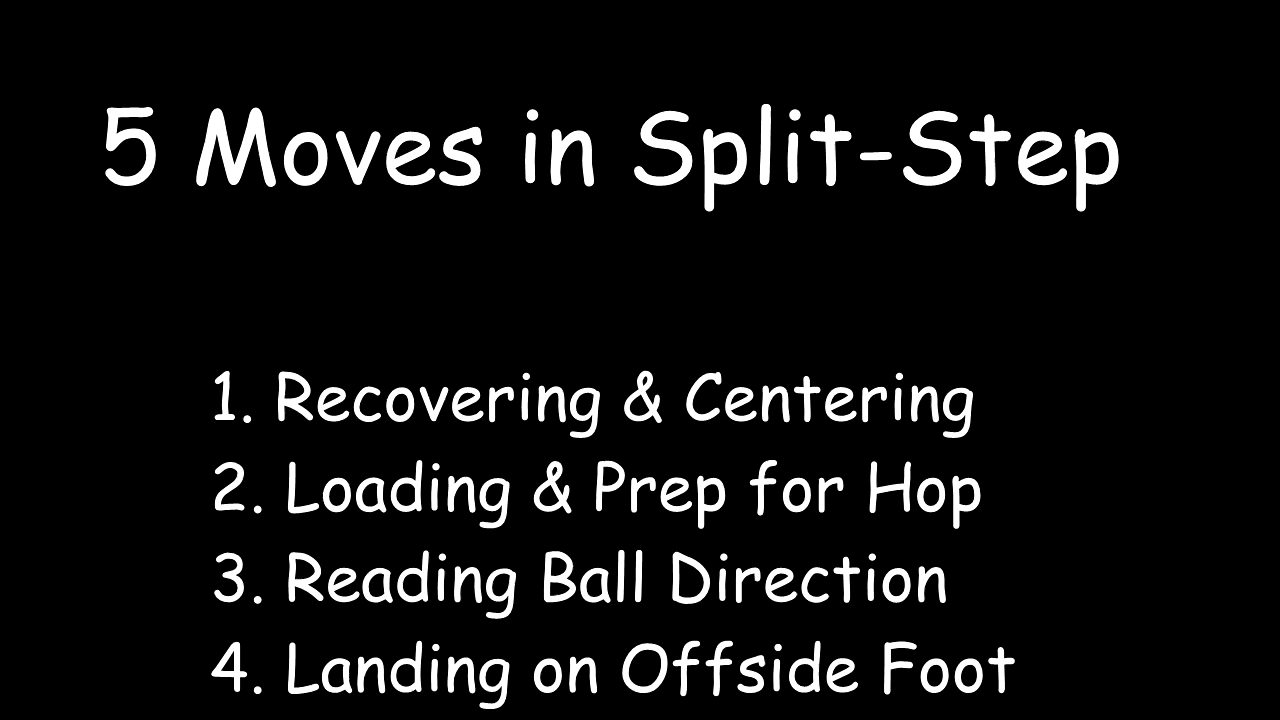 5 Moves in Split-Step
1. Recovering & Centering
2. Loading & Prep for Hop
3. Reading Ball Direction
4. Landing on Offside Foot